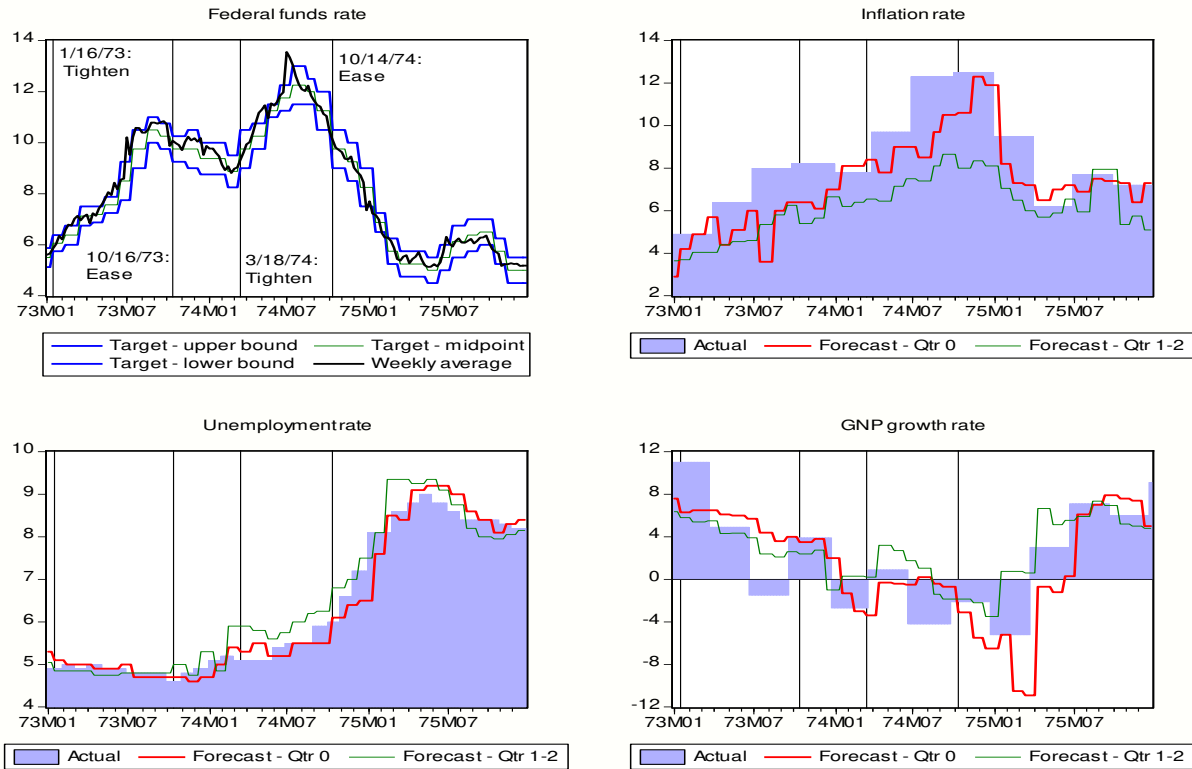 Federal funds rate
14
12
10
8
6
4
1/16/73:
Tighten
10/14/74:
Ease
10/16/73:
Ease
3/18/74:
Tighten
73M01 73M07 74M01 74M07 75M01 75M07
Target - upper bound Target - midpoint
Target - lower bound Weekly average
Inflation rate
14
12
10
8
6
4
2
73M01 73M07 74M01 74M07 75M01 75M07
Actual Forecast - Qtr 0 Forecast - Qtr 1-2
Unemployment rate
10
9
8
7
6
5
4
73M01 73M07 74M01 74M07 75M01 75M07
Actual Forecast - Qtr 0 Forecast - Qtr 1-2
GNP growth rate
12
8
4
0
-4
-8
-12
73M01 73M07 74M01 74M07 75M01 75M07
Actual Forecast - Qtr 0 Forecast - Qtr 1-2